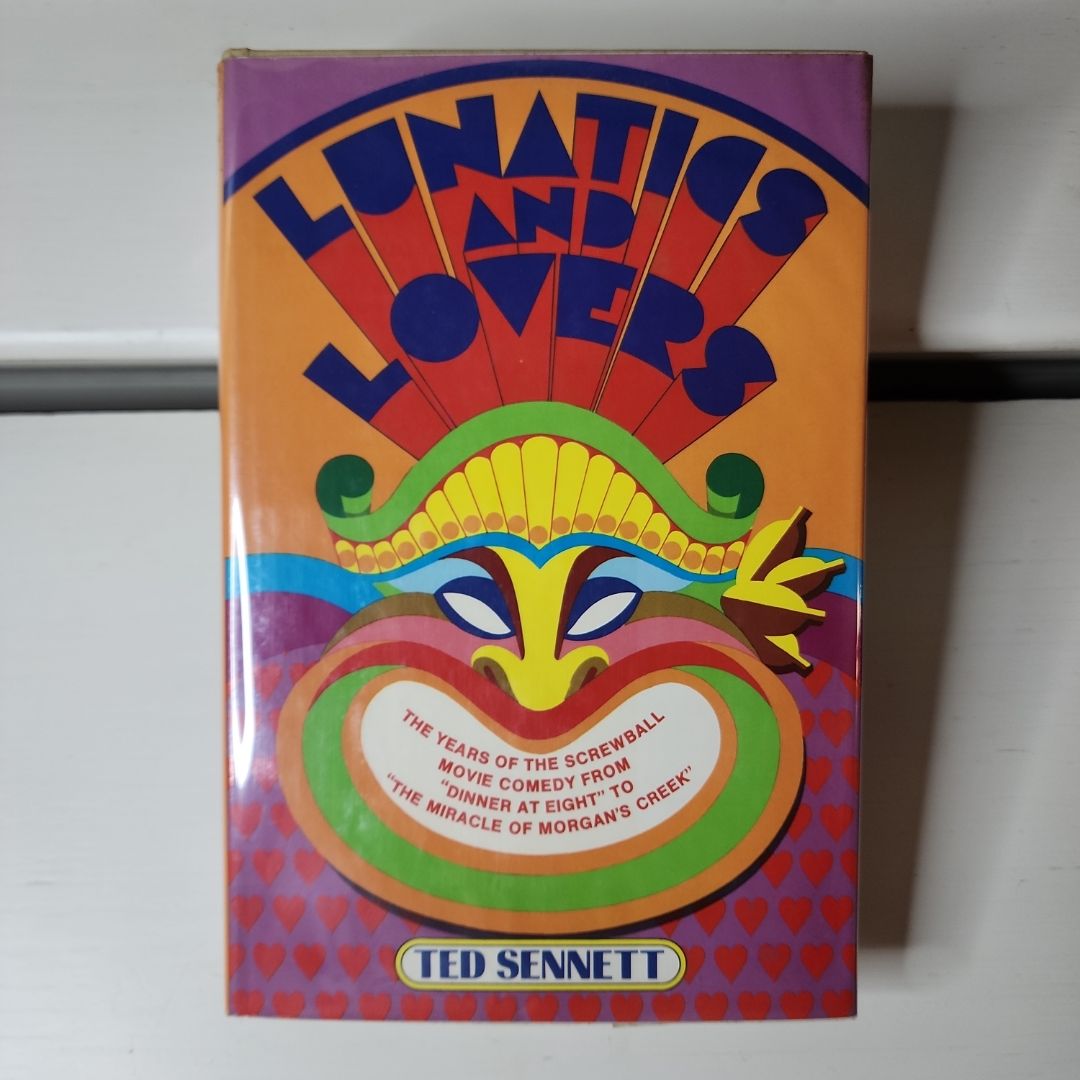 LUNATICS
AND
LOVERS
THE YEARS OF THE SCREWBALL
MOVIE COMEDY FROM
"DINNER AT EIGHT" TO
"THE MIRACLE OF MORGAN'S CREEK"
TED SENNETT